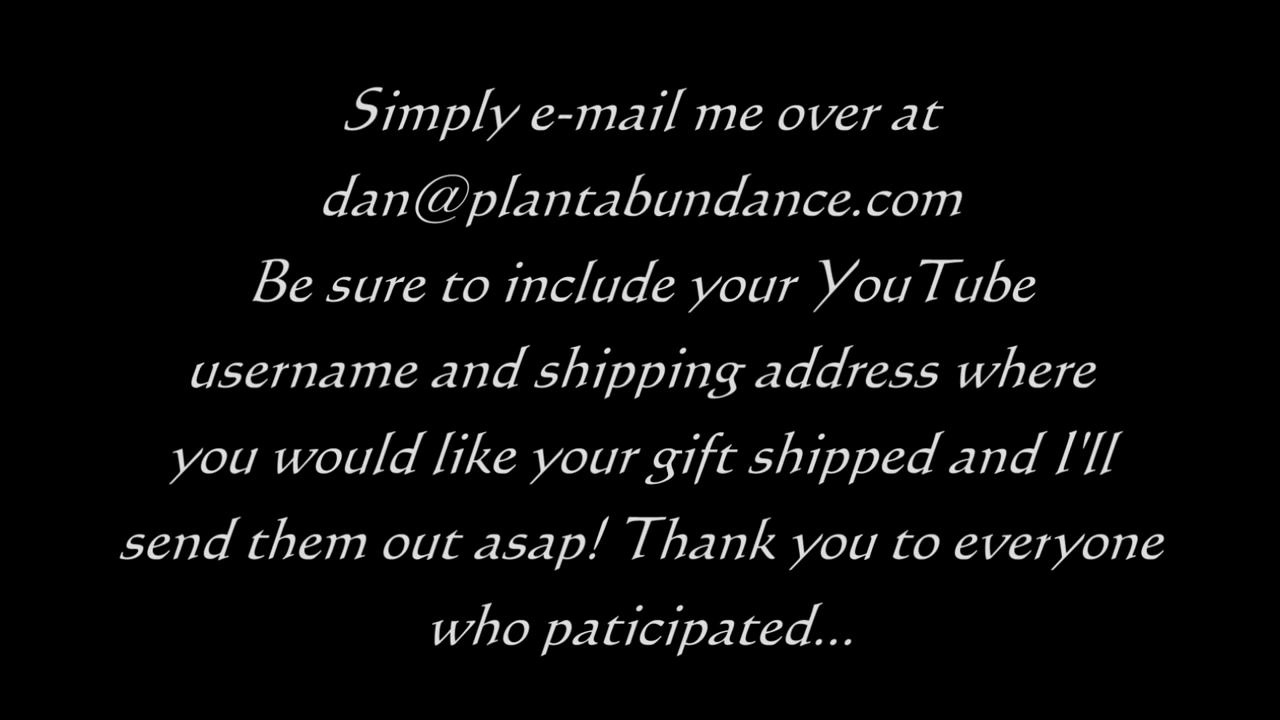 Simply e-mail me over at
dan@plantabundance.com
Be sure to include your YouTube
username and shipping address where
you would like your gift shipped and I'll
send them out asap! Thank you to everyone
who paticipated...